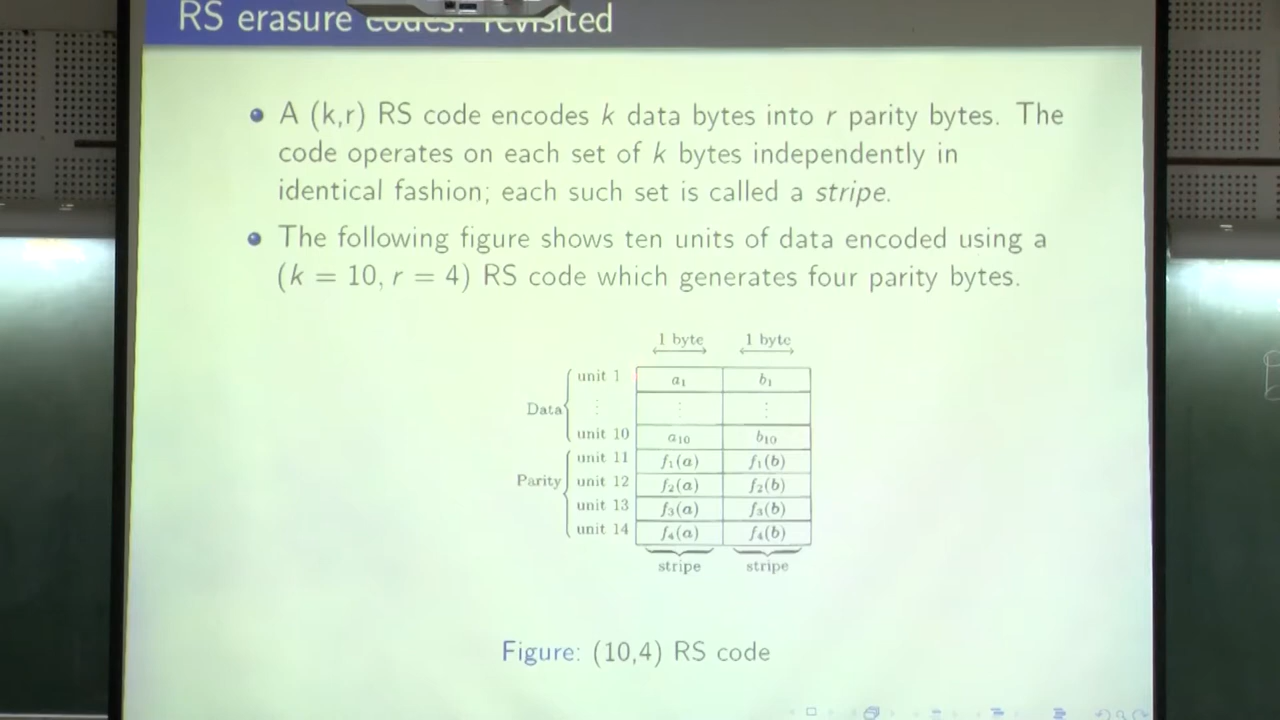 RS erasure codes: revisited
A (k,r) RS code encodes k data bytes into r parity bytes. The
code operates on each set of k bytes independently in
identical fashion; each such set is called a stripe.
The following figure shows ten units of data encoded using a
(k = 10, r = 4) RS code which generates four parity bytes.
1 byte 1 byte
unit 1 a₁ b₁
Data ⋮ ⋮ ⋮
unit 10 a₁₀ b₁₀
unit 11 f₁(a) f₁(b)
Parity unit 12 f₂(a) f₂(b)
unit 13 f₃(a) f₃(b)
unit 14 f₄(a) f₄(b)
stripe stripe
Figure: (10,4) RS code